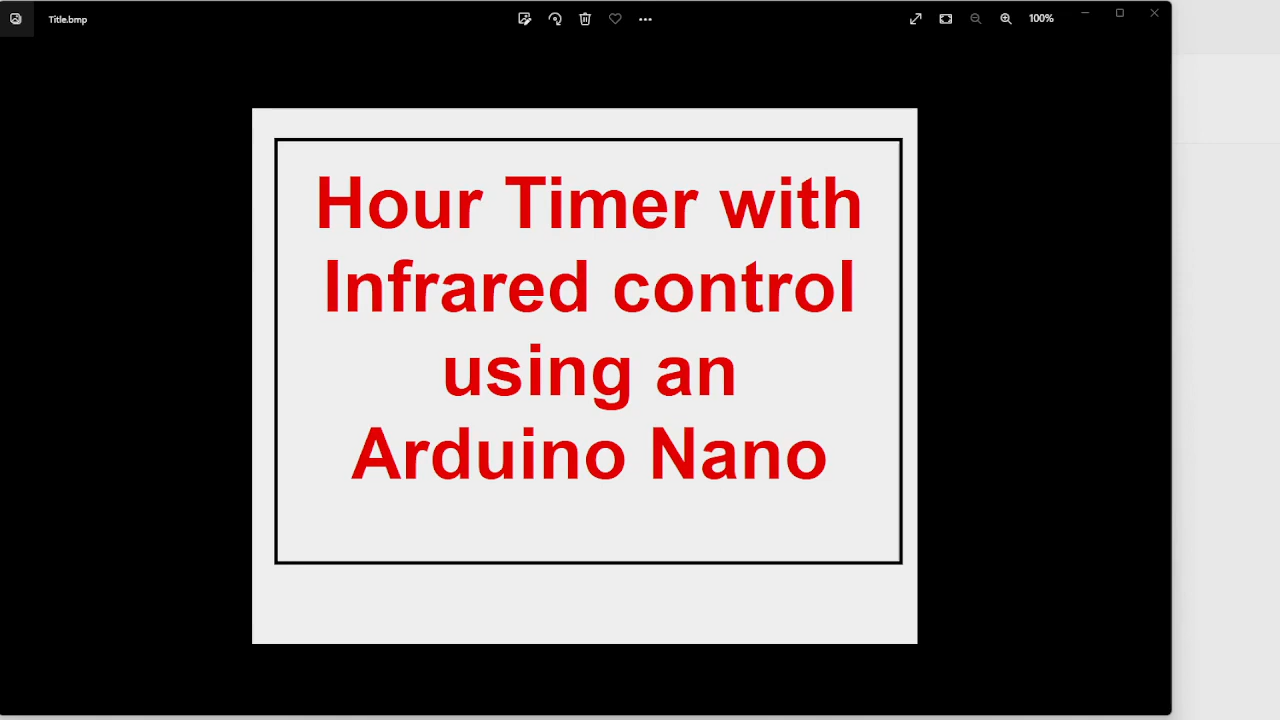 Title.bmp
100%
Hour Timer with
Infrared control
using an
Arduino Nano